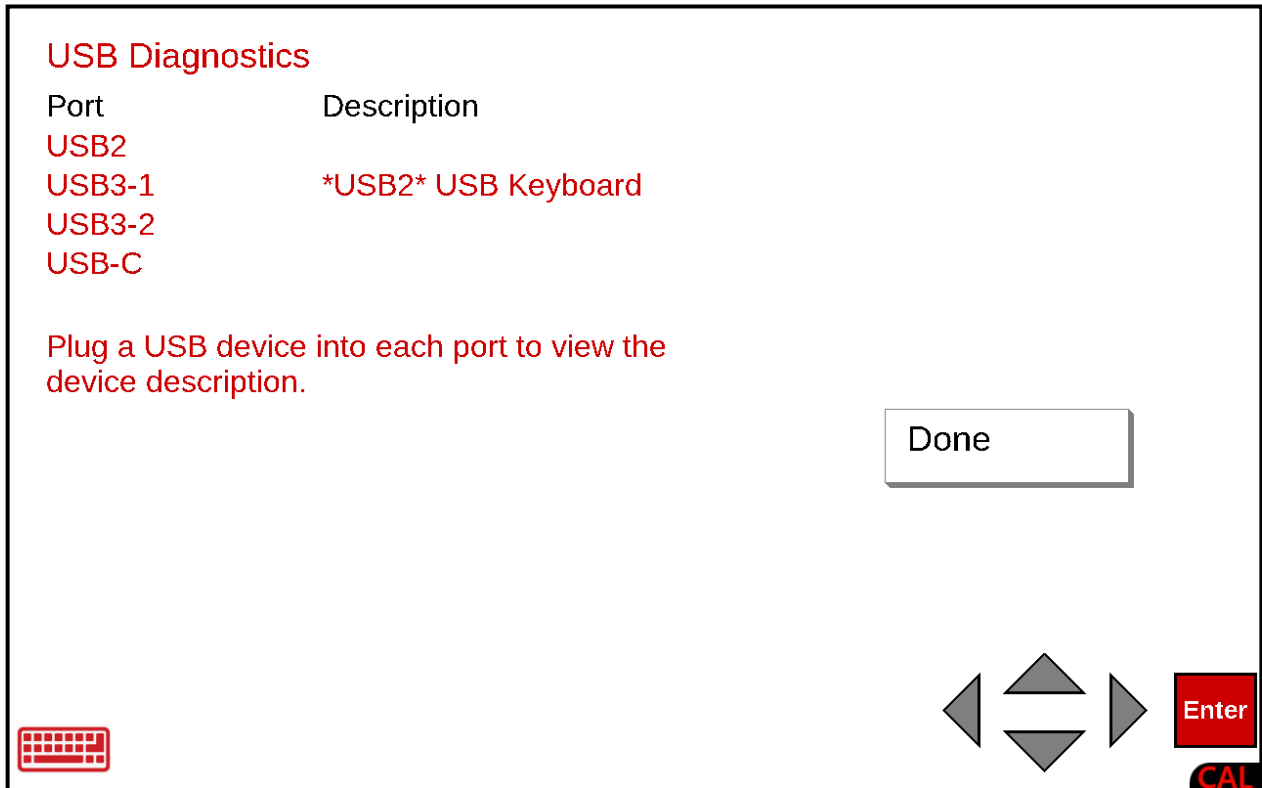 USB Diagnostics
Port Description
USB2
USB3-1 *USB2* USB Keyboard
USB3-2
USB-C
Plug a USB device into each port to view the
device description.
Done
Enter
CAL